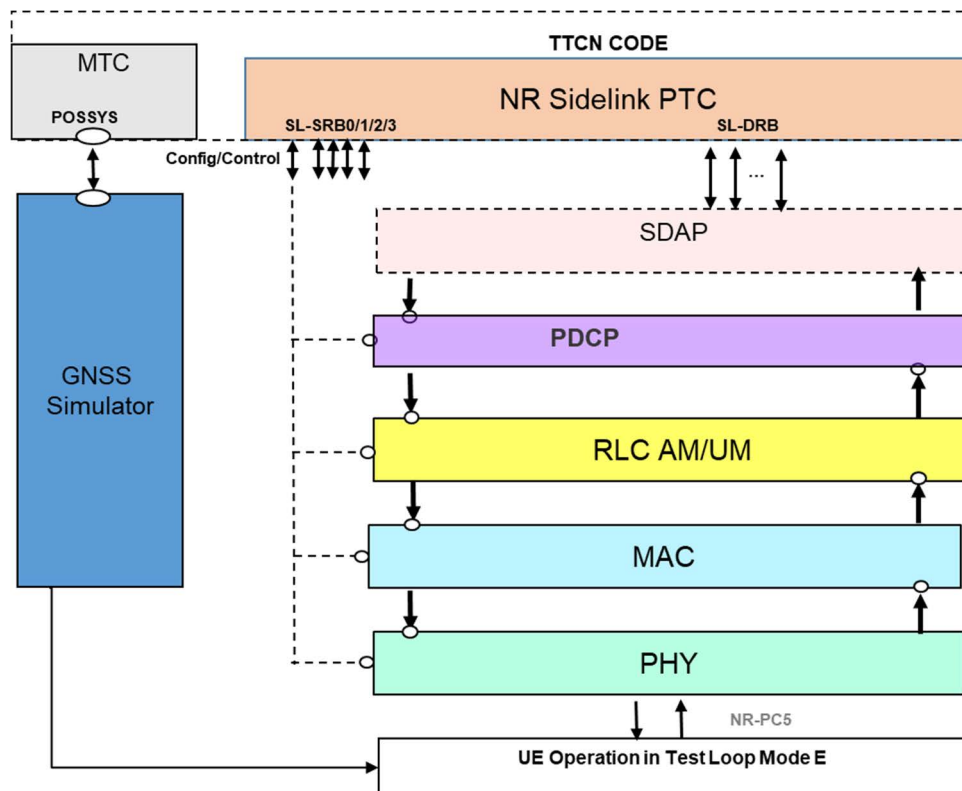 TTCN CODE
MTC
NR Sidelink PTC
POSSYS
SL-SRB0/1/2/3
SL-DRB
Config/Control
...
SDAP
PDCP
GNSS
Simulator
RLC AM/UM
MAC
PHY
NR-PC5
UE Operation in Test Loop Mode E